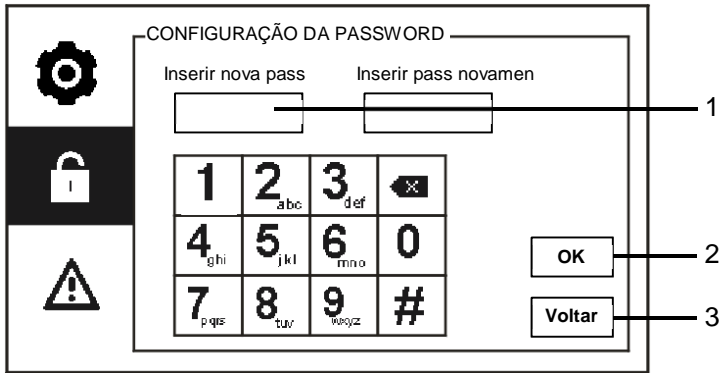 CONFIGURAÇÃO DA PASSWORD
Inserir nova pass Inserir pass novamen
1
1 2 abc 3 def X
4 ghi 5 jkl 6 mno 0
OK 2
7 pqrs 8 tuv 9 wxyz #
Voltar 3